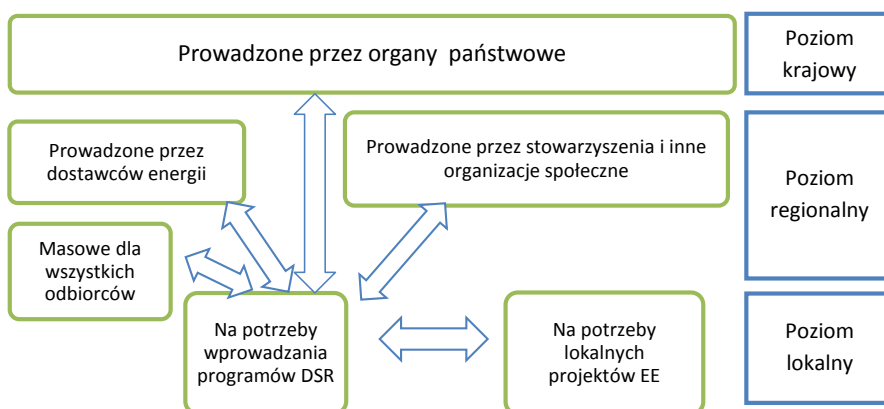 Prowadzone przez organy państwowe
Poziom
krajowy
Prowadzone przez
dostawców energii
Prowadzone przez stowarzyszenia i inne
organizacje społeczne
Poziom
regionalny
Masowe dla
wszystkich
odbiorców
Na potrzeby
wprowadzania
programów DSR
Na potrzeby
lokalnych
projektów EE
Poziom
lokalny